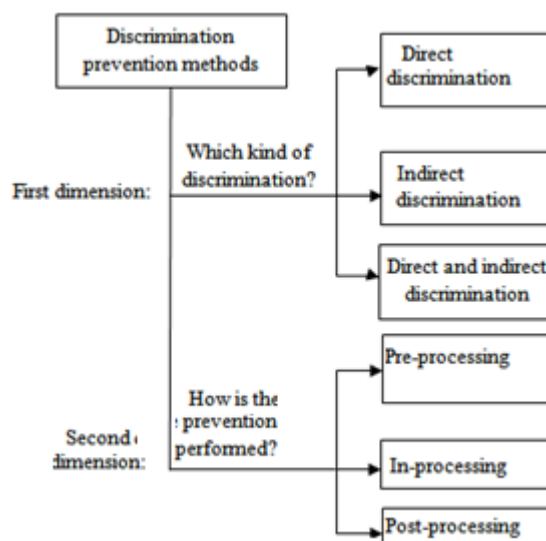 Discrimination
prevention methods
Direct
discrimination
Which kind of
discrimination?
First dimension:
Indirect
discrimination
Direct and indirect
discrimination
Pre-processing
How is the
prevention
performed?
Second
dimension:
In-processing
Post-processing